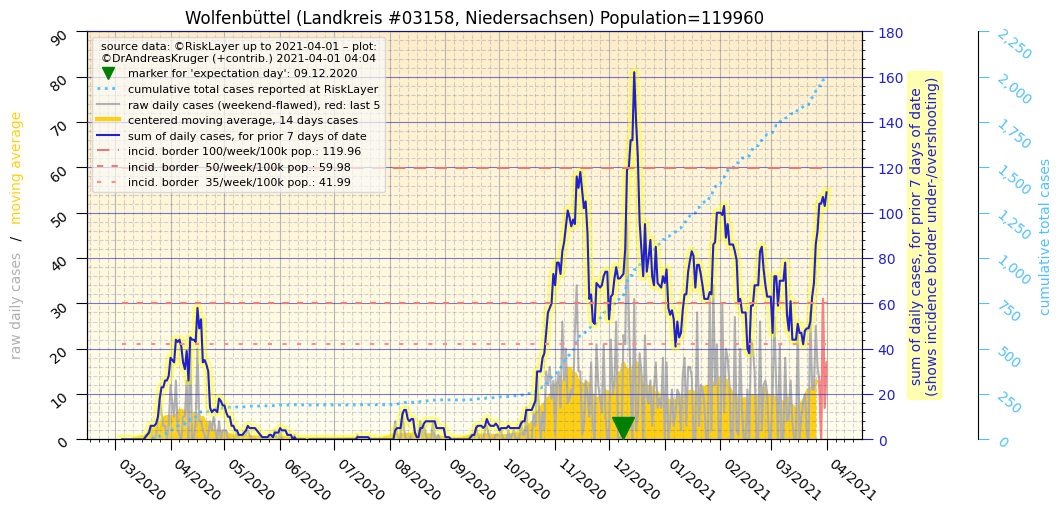 Wolfenbüttel (Landkreis #03158, Niedersachsen) Population=119960
source data: ©RiskLayer up to 2021-04-01 – plot:
©DrAndreasKruger (+contrib.) 2021-04-01 04:04
marker for 'expectation day': 09.12.2020
cumulative total cases reported at RiskLayer
raw daily cases (weekend-flawed), red: last 5
centered moving average, 14 days cases
sum of daily cases, for prior 7 days of date
incid. border 100/week/100k pop.: 119.96
incid. border 50/week/100k pop.: 59.98
incid. border 35/week/100k pop.: 41.99
raw daily cases / moving average
90
80
70
60
50
40
30
20
10
0
03/2020
04/2020
05/2020
06/2020
07/2020
08/2020
09/2020
10/2020
11/2020
12/2020
01/2021
02/2021
03/2021
04/2021
180
160
140
120
100
80
60
40
20
0
sum of daily cases, for prior 7 days of date
(shows incidence border under-/overshooting)
2,250
2,000
1,750
1,500
1,250
1,000
750
500
250
0
cumulative total cases